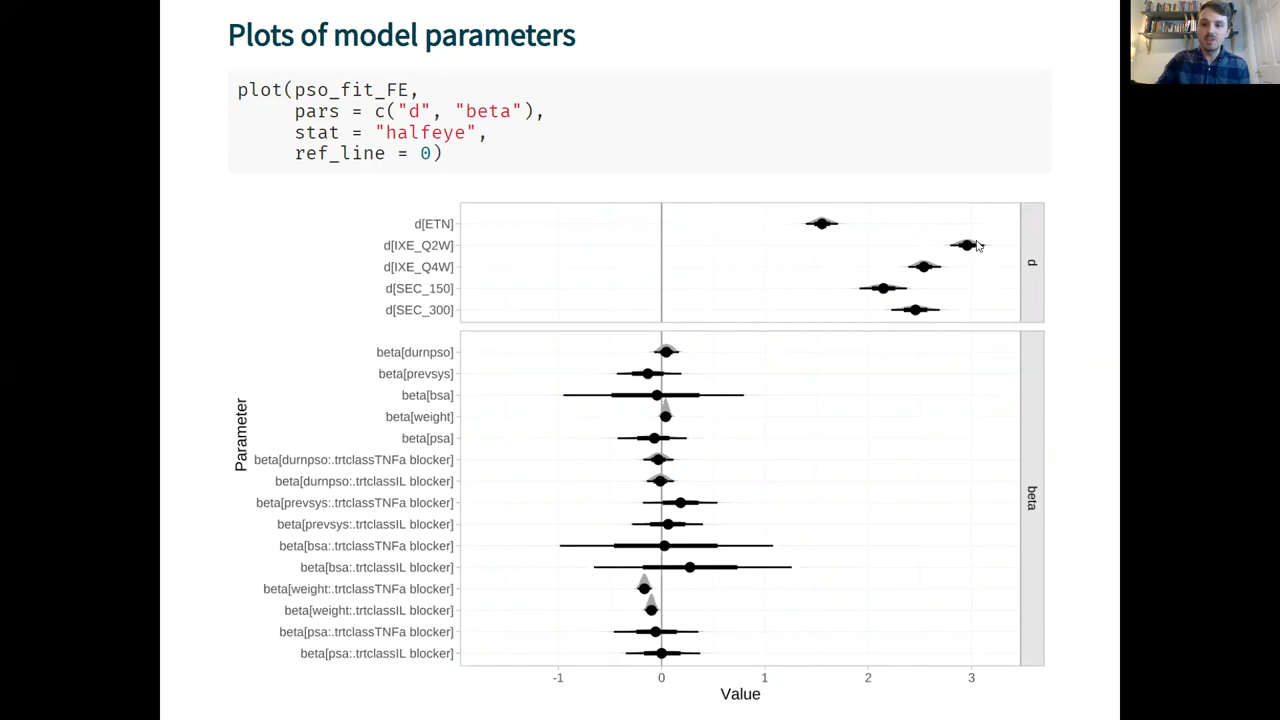 Plots of model parameters
plot(pso_fit_FE,
pars = c("d", "beta"),
stat = "halfeye",
ref_line = 0)
d[ETN]
d[IXE_Q2W]
d[IXE_Q4W]
d[SEC_150]
d[SEC_300]
d
beta[durnpso]
beta[prevsys]
beta[bsa]
beta[weight]
beta[psa]
beta[durnpso:.trtclassTNFa blocker]
beta[durnpso:.trtclassIL blocker]
beta[prevsys:.trtclassTNFa blocker]
beta[prevsys:.trtclassIL blocker]
beta[bsa:.trtclassTNFa blocker]
beta[bsa:.trtclassIL blocker]
beta[weight:.trtclassTNFa blocker]
beta[weight:.trtclassIL blocker]
beta[psa:.trtclassTNFa blocker]
beta[psa:.trtclassIL blocker]
beta
Parameter
-1 0 1 2 3
Value